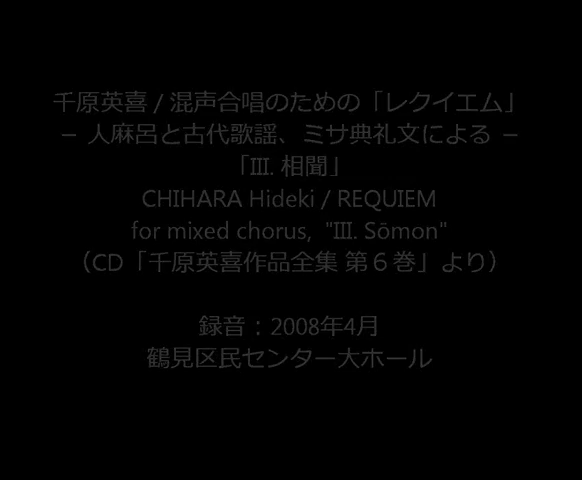 千原英喜 / 混声合唱のための「レクイエム」
− 人麻呂と古代歌謡、ミサ典礼文による −
「Ⅲ. 相聞」
CHIHARA Hideki / REQUIEM
for mixed chorus,  "Ⅲ. Sōmon"
（CD「千原英喜作品全集 第６巻」より）
録音：2008年4月
鶴見区民センター大ホール